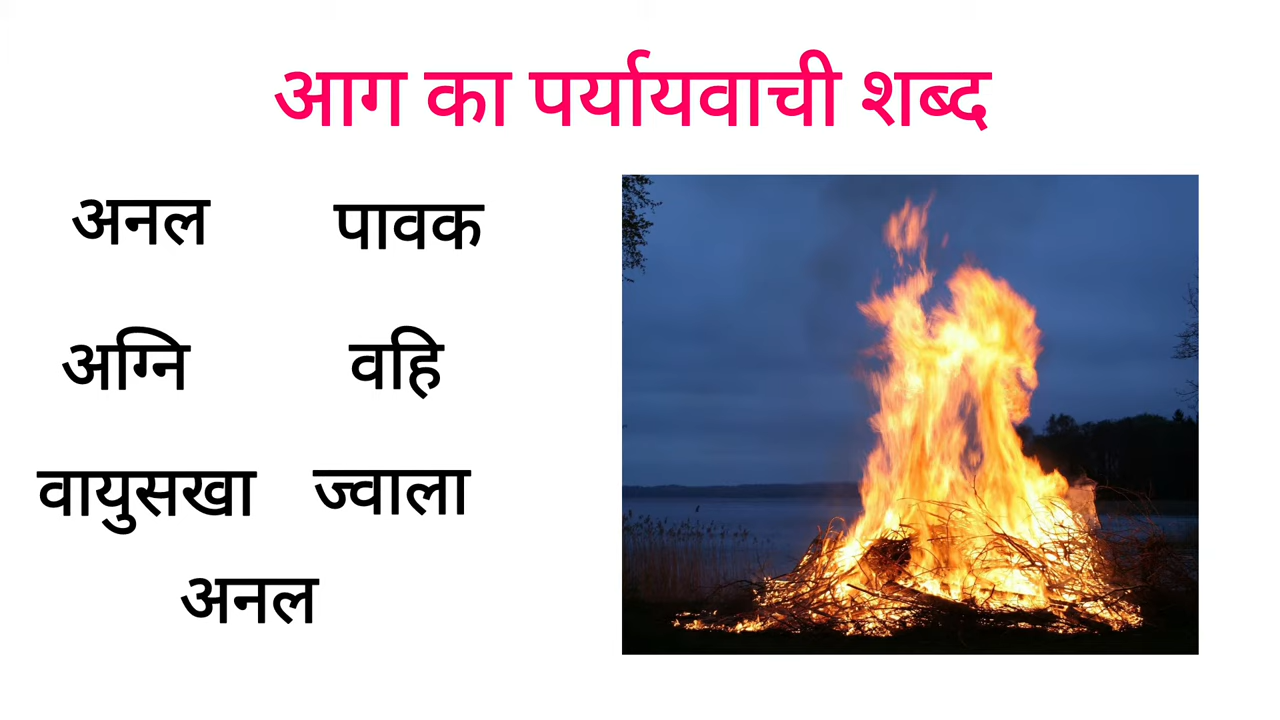 आग का पर्यायवाची शब्द
अनल पावक
अग्नि वहि
वायुसखा ज्वाला
अनल